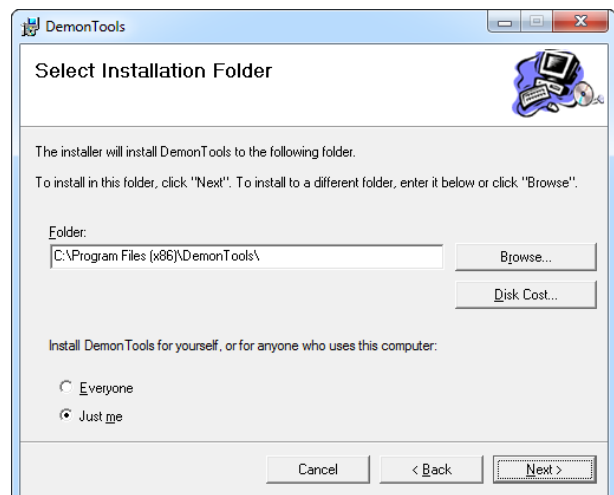 DemonTools
Select Installation Folder
The installer will install DemonTools to the following folder.
To install in this folder, click "Next". To install to a different folder, enter it below or click "Browse".
Folder:
C:\Program Files (x86)\DemonTools\
Browse...
Disk Cost...
Install DemonTools for yourself, or for anyone who uses this computer:
Everyone
Just me
Cancel
< Back
Next >